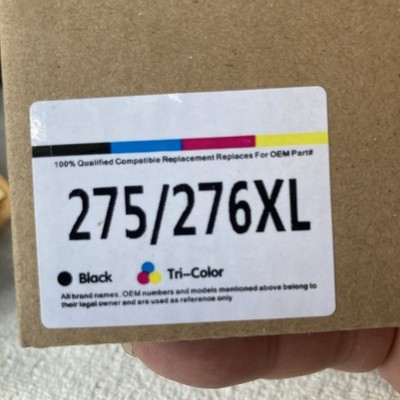 100% Qualified Compatible Replacement Replaces For OEM Part#
275/276XL
Black Tri-Color
All brand names. OEM numbers and models mentioned above belong to
their legal owner and are used as reference only